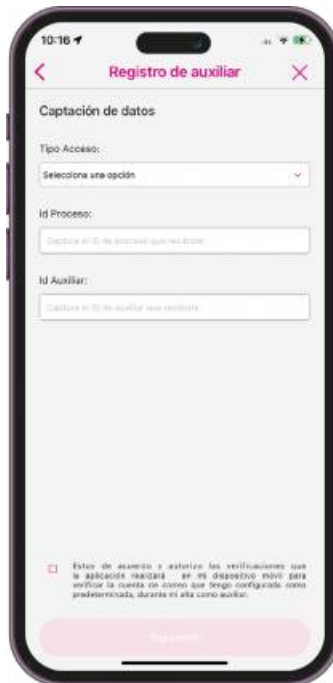 10:16
Registro de auxiliar
Captación de datos
Tipo Acceso:
Selecciona una opción
Id Proceso:
Captura el ID de proceso que recibiste
Id Auxiliar:
Captura el ID de auxiliar que recibiste
Estoy de acuerdo y autorizo las verificaciones que
la aplicación realizará en mi dispositivo móvil para
verificar la cuenta de correo que tengo configurada como
predeterminada, durante mi alta como auxiliar.
Siguiente